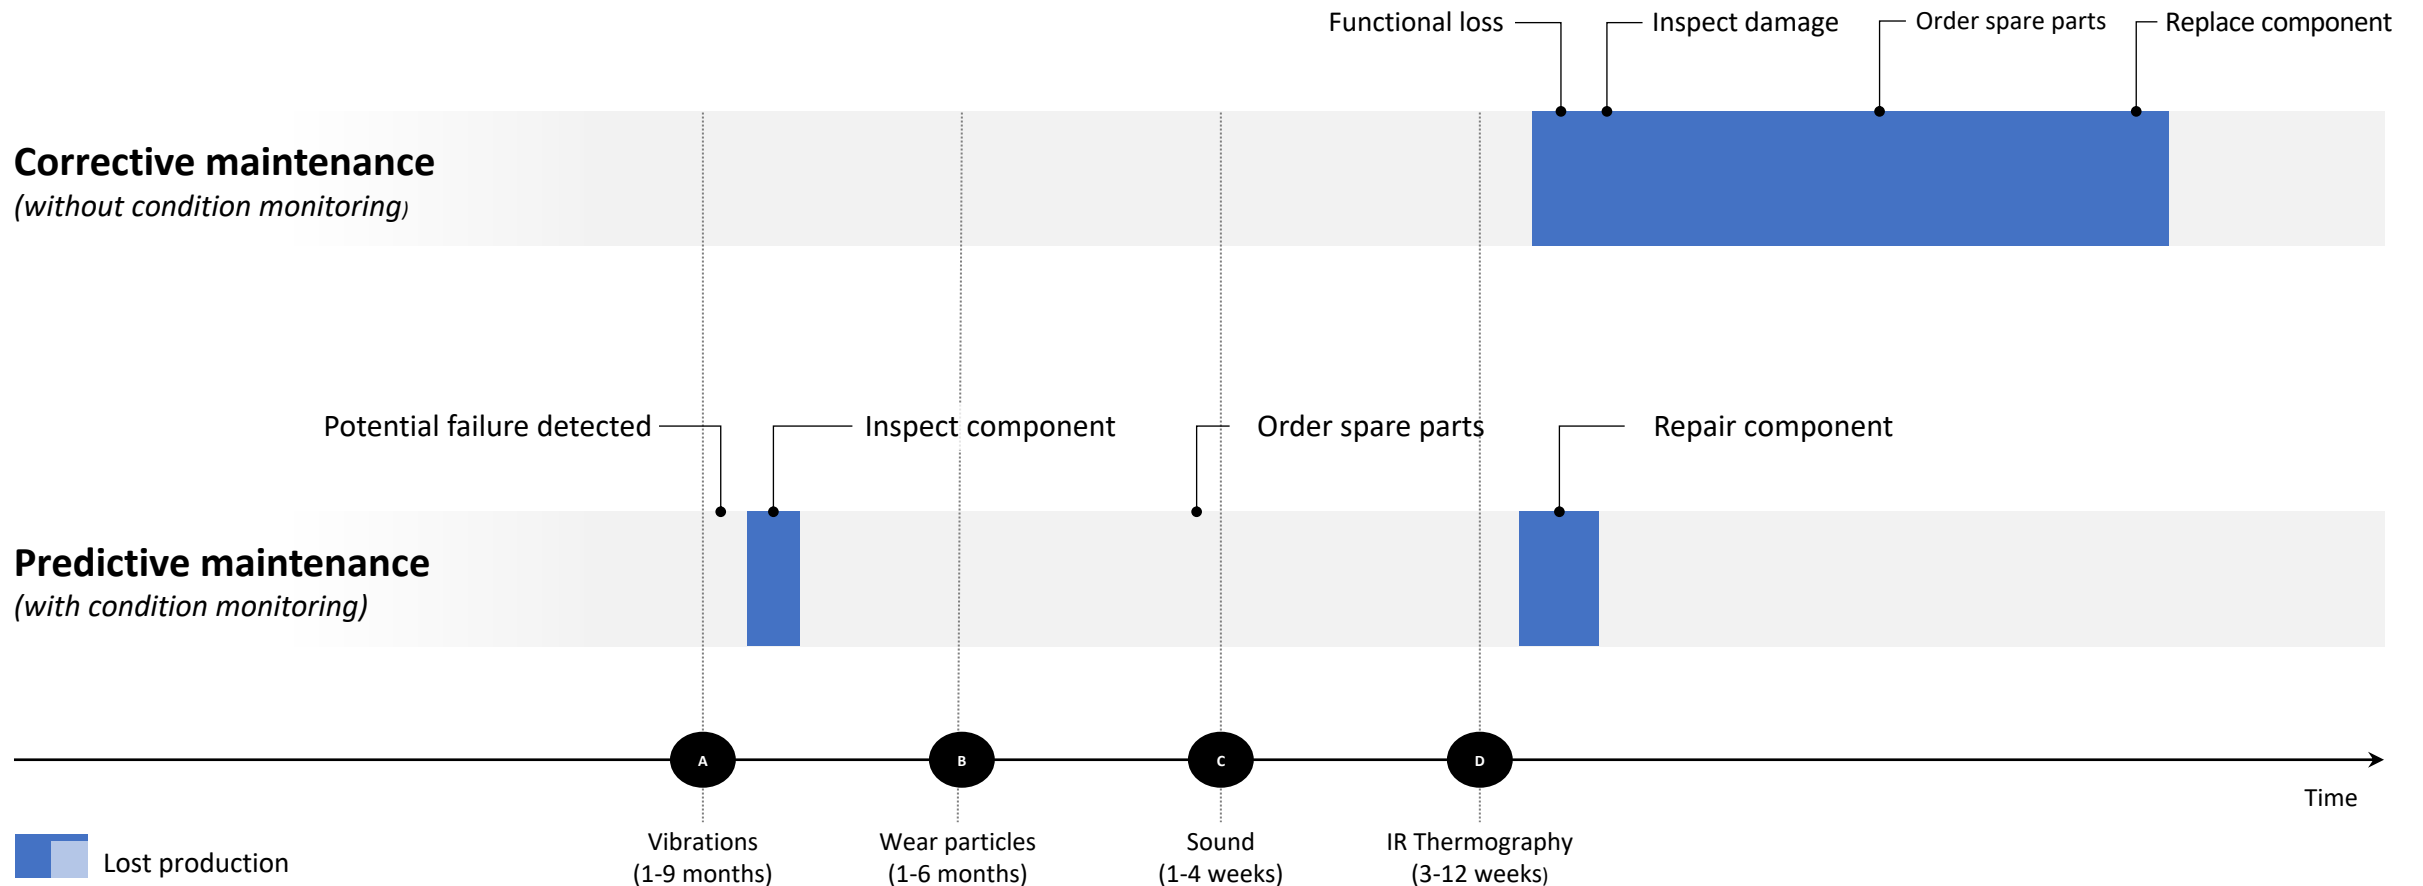 Functional loss
Inspect damage
Order spare parts
Replace component
Corrective maintenance
(without condition monitoring)
Potential failure detected
Inspect component
Order spare parts
Repair component
Predictive maintenance
(with condition monitoring)
A
B
C
D
Time
Vibrations
(1-9 months)
Wear particles
(1-6 months)
Sound
(1-4 weeks)
IR Thermography
(3-12 weeks)
Lost production